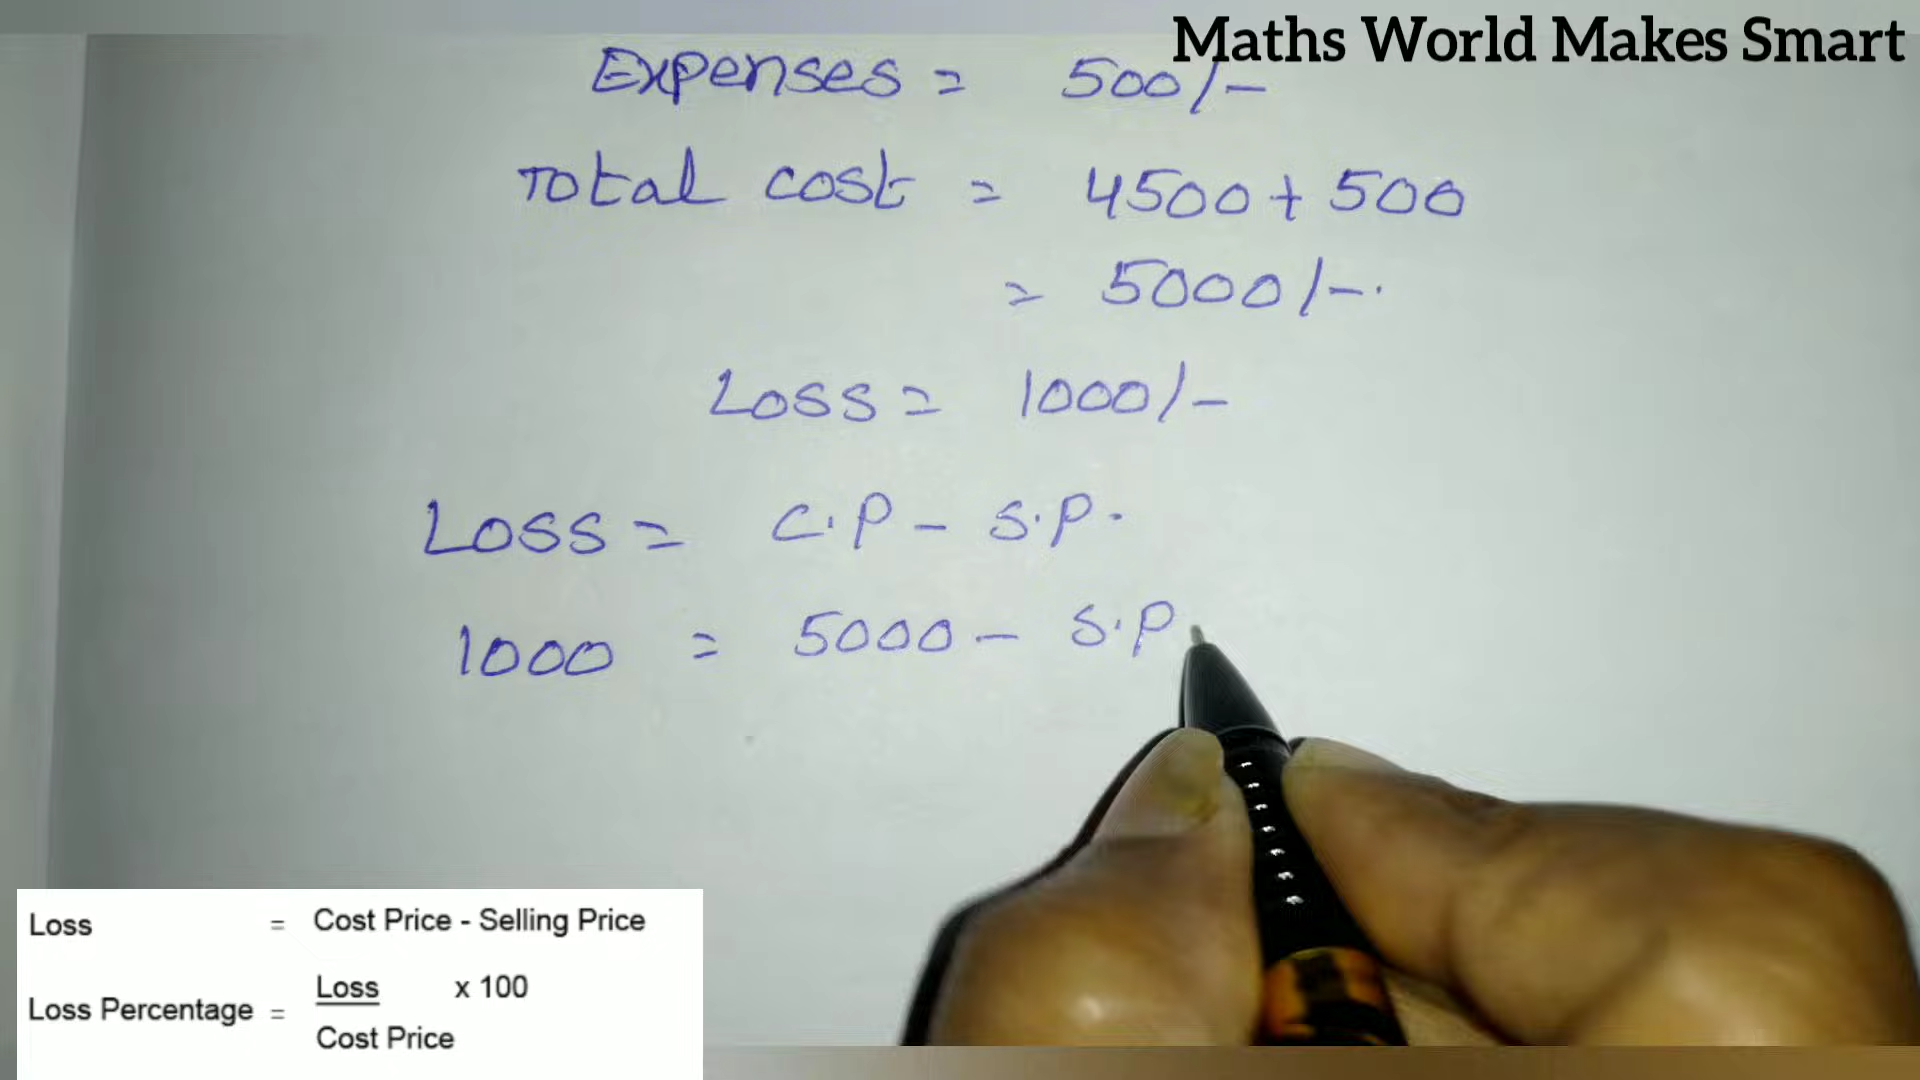 Maths World Makes Smart
Expenses = 500/-
Total cost = 4500 + 500
= 5000/-.
Loss = 1000/-
Loss = C.P - S.P.
1000 = 5000 - S.P
Loss = Cost Price - Selling Price
Loss Percentage = Loss x 100
Cost Price